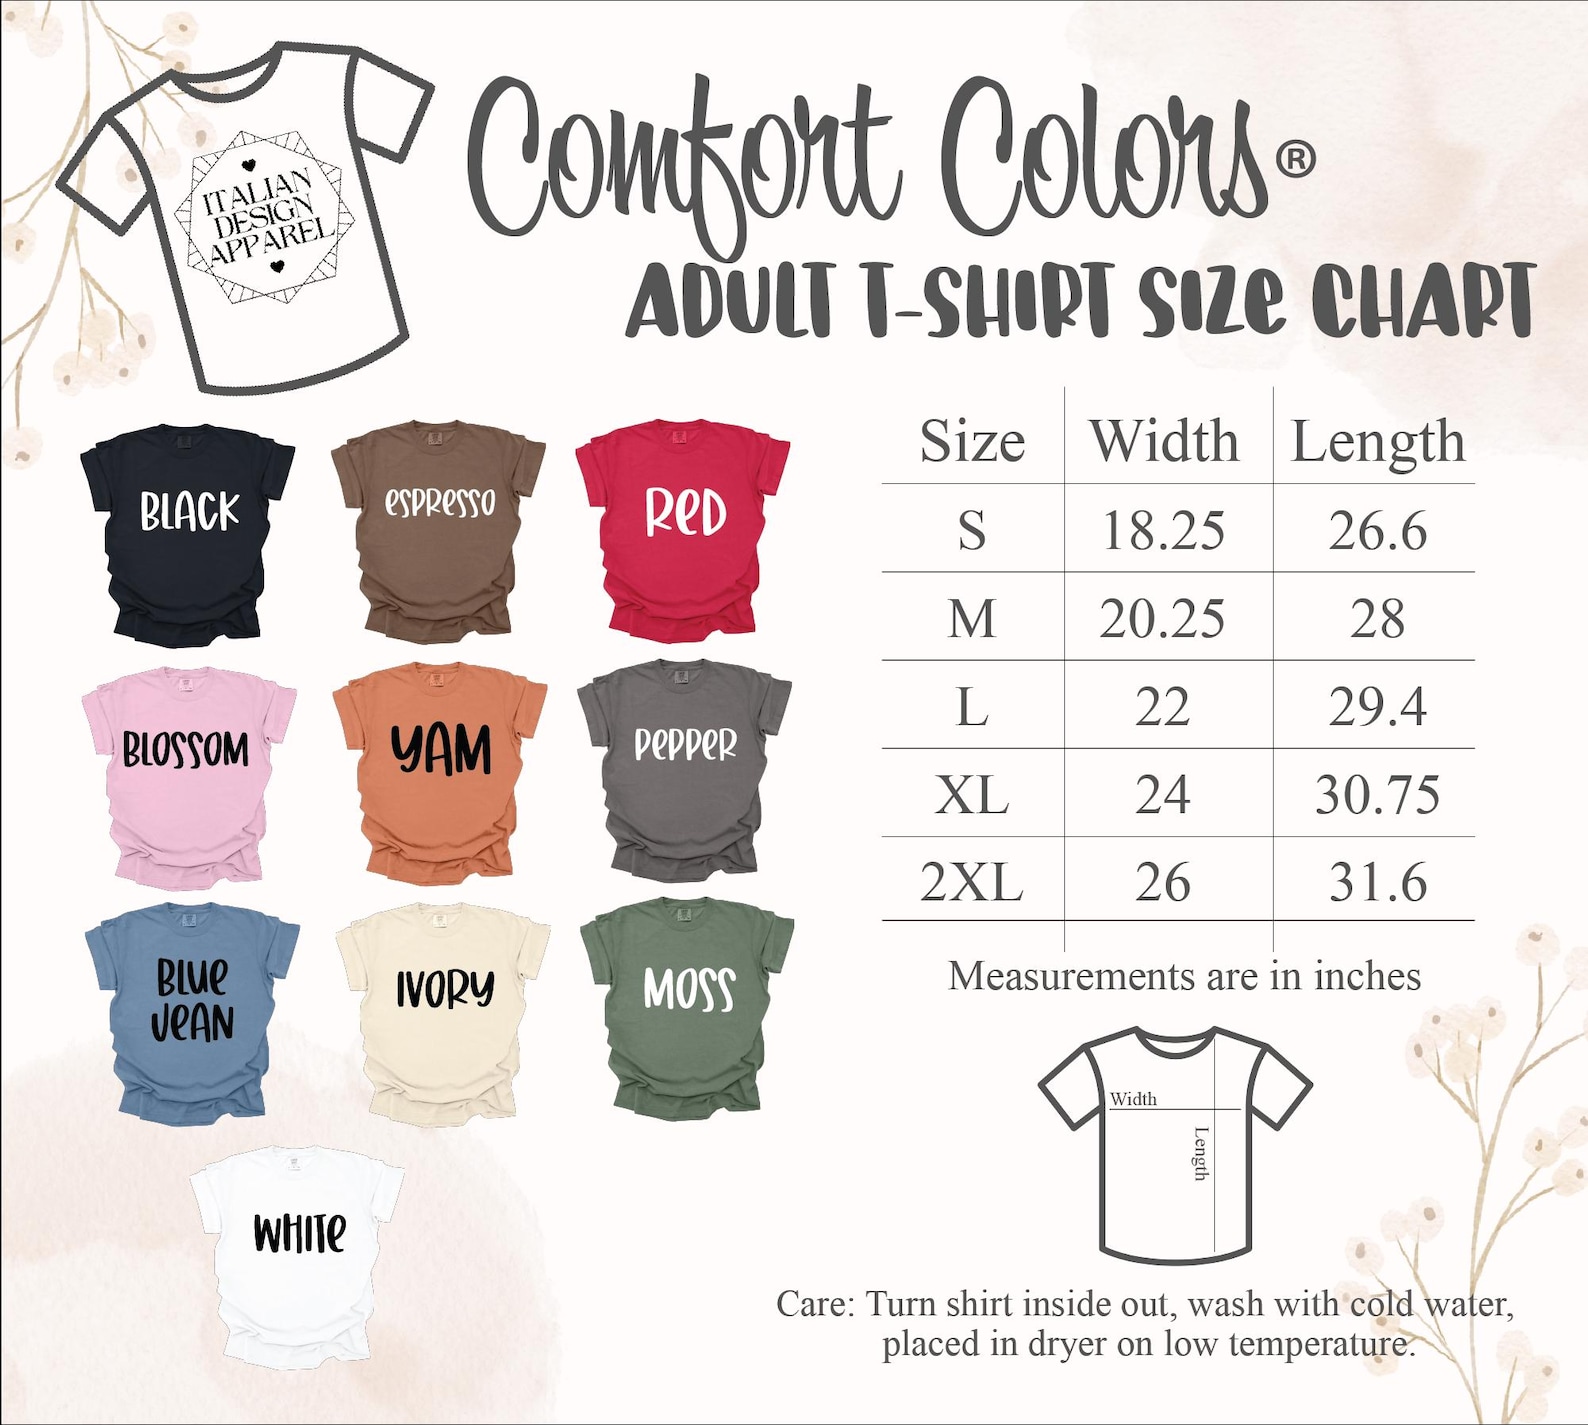 ITALIAN
DESIGN
APPAREL
Comfort Colors®
ADULT T-SHIRT SIZE CHART
BLACK
ESPRESSO
RED
BLOSSOM
YAM
PEPPER
BLUE
JEAN
IVORY
MOSS
WHITE
Size Width Length
S 18.25 26.6
M 20.25 28
L 22 29.4
XL 24 30.75
2XL 26 31.6
Measurements are in inches
Width
Length
Care: Turn shirt inside out, wash with cold water,
placed in dryer on low temperature.